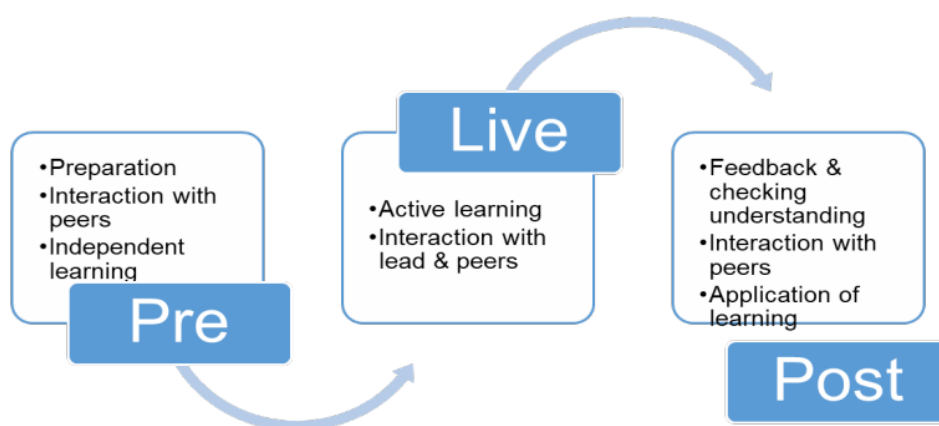 •Preparation
•Interaction with
peers
•Independent
learning
Pre
Live
•Active learning
•Interaction with
lead & peers
•Feedback &
checking
understanding
•Interaction with
peers
•Application of
learning
Post